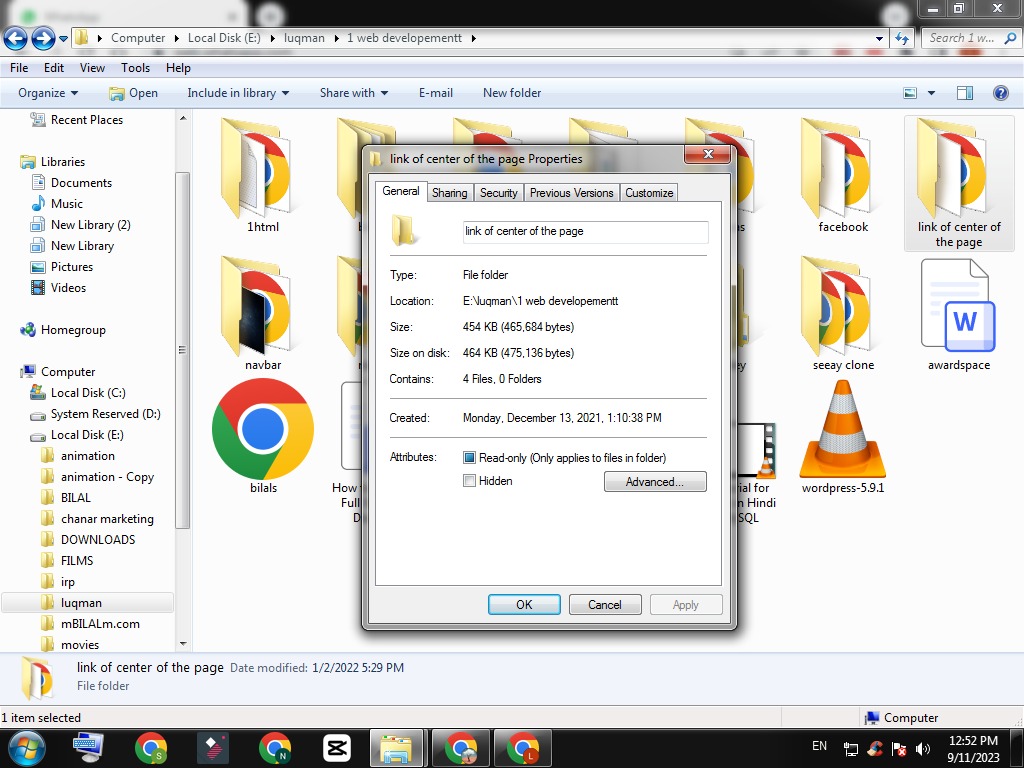 Computer ▸ Local Disk (E:) ▸ luqman ▸ 1 web developementt ▸
Search 1 w...
File Edit View Tools Help
Organize Open Include in library Share with E-mail New folder
Recent Places
Libraries
Documents
Music
New Library (2)
New Library
Pictures
Videos
Homegroup
Computer
Local Disk (C:)
System Reserved (D:)
Local Disk (E:)
animation
animation - Copy
BILAL
chanar marketing
DOWNLOADS
FILMS
irp
luqman
mBILALm.com
movies
1html
facebook
link of center of
the page
navbar
seeay clone
awardspace
W
bilals
How
Full
wordpress-5.9.1
for
Hindi
SQL
link of center of the page Properties
General Sharing Security Previous Versions Customize
link of center of the page
Type: File folder
Location: E:\luqman\1 web developementt
Size: 454 KB (465,684 bytes)
Size on disk: 464 KB (475,136 bytes)
Contains: 4 Files, 0 Folders
Created: Monday, December 13, 2021, 1:10:38 PM
Attributes: Read-only (Only applies to files in folder)
Hidden Advanced...
OK Cancel Apply
link of center of the page Date modified: 1/2/2022 5:29 PM
File folder
1 item selected Computer
S N L
EN
12:52 PM
9/11/2023